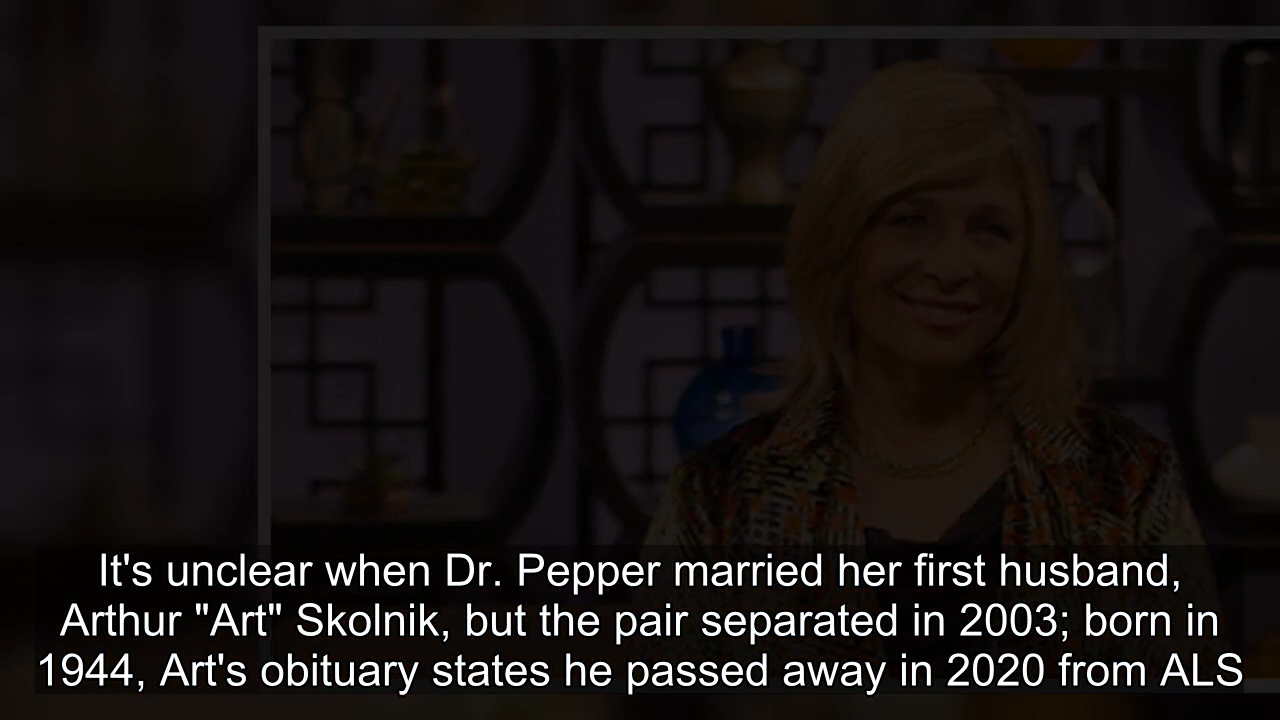 It's unclear when Dr. Pepper married her first husband,
Arthur "Art" Skolnik, but the pair separated in 2003; born in
1944, Art's obituary states he passed away in 2020 from ALS